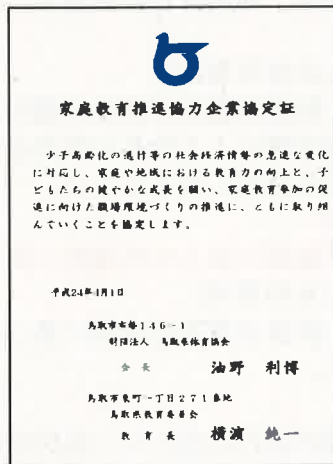 家庭教育推進協力企業協定証
少子高齢化の進行等の社会経済情勢の急速な変化
に対応し、家庭や地域における教育力の向上と、子
どもたちの健やかな成長を願い、家庭教育参加の促
進に向けた職場環境づくりの推進に、ともに取り組
んでいくことを協定します。
平成24年4月1日
鳥取市布勢146-1
財団法人 鳥取県体育協会
会長 油野 利博
鳥取市東町一丁目271番地
鳥取県教育委員会
教育長 横濵 純一